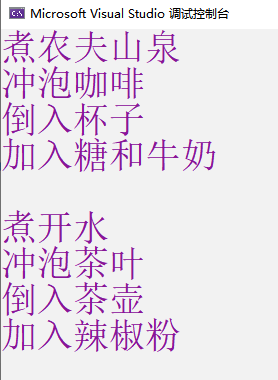 Microsoft Visual Studio 调试控制台
煮农夫山泉
冲泡咖啡
倒入杯子
加入糖和牛奶
煮开水
冲泡茶叶
倒入茶壶
加入辣椒粉